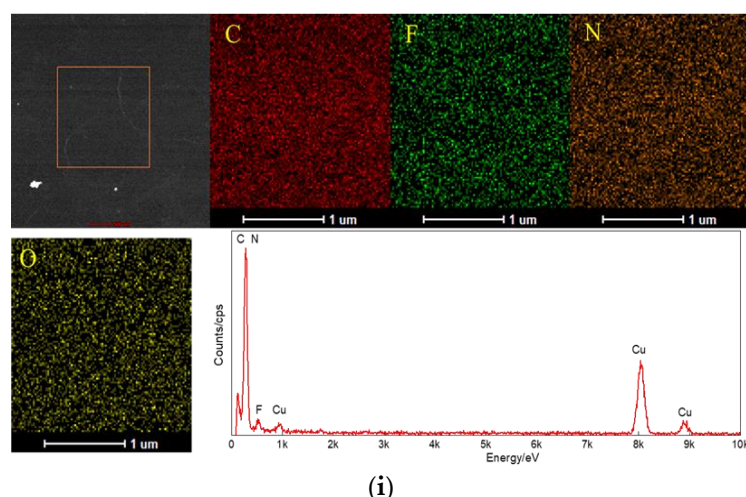 C
F
N
1 um
1 um
1 um
O
1 um
C N
F
Cu
Cu
Cu
Counts/cps
0 1k 2k 3k 4k 5k 6k 7k 8k 9k 10k
Energy/eV
(i)